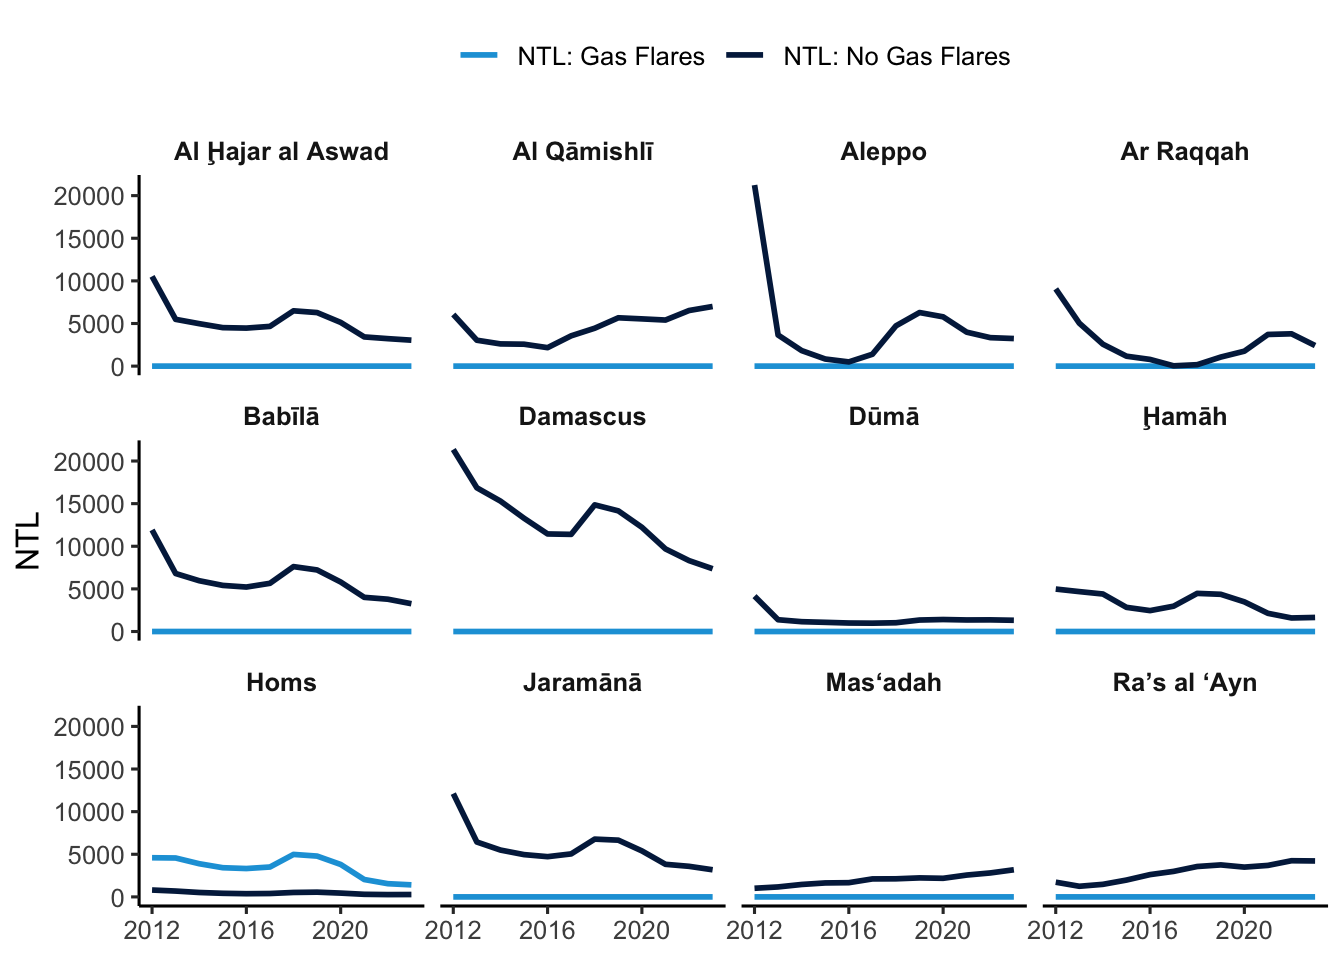 NTL: Gas Flares NTL: No Gas Flares
Al Ḩajar al Aswad Al Qāmishlī Aleppo Ar Raqqah
20000
15000
10000
5000
0
Babīlā Damascus Dūmā Ḩamāh
20000
15000
10000
5000
0
NTL
Homs Jaramānā Mas‘adah Ra’s al ‘Ayn
20000
15000
10000
5000
0
2012 2016 2020 2012 2016 2020 2012 2016 2020 2012 2016 2020